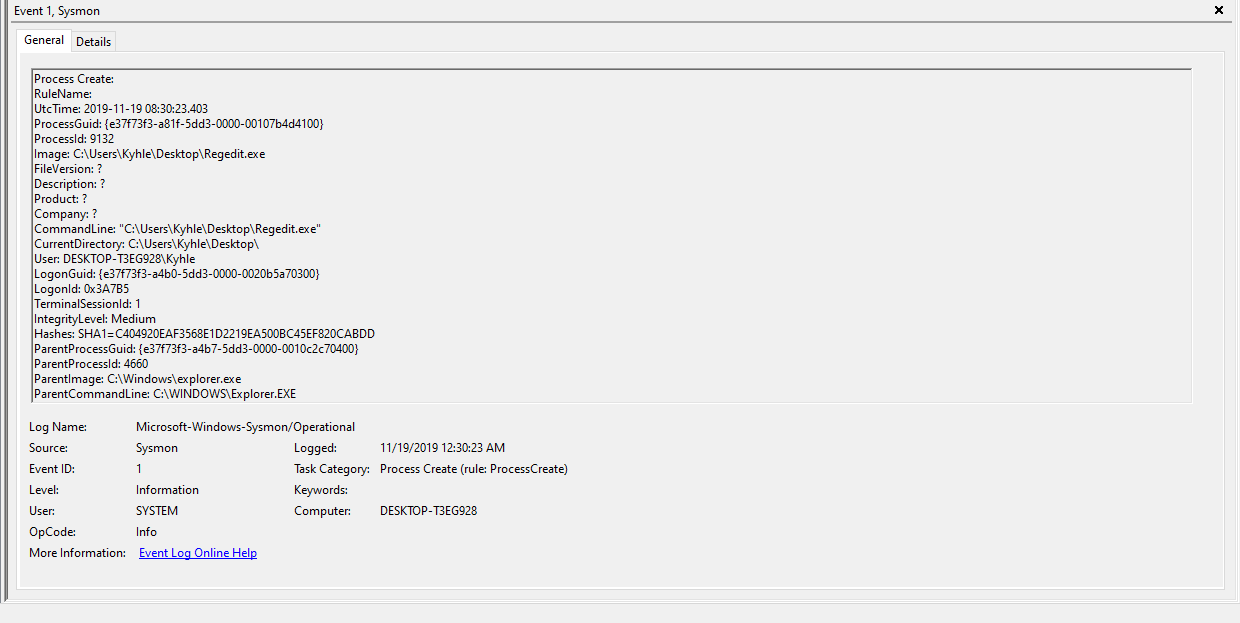 Event 1, Sysmon
General Details
Process Create:
RuleName:
UtcTime: 2019-11-19 08:30:23.403
ProcessGuid: {e37f73f3-a81f-5dd3-0000-00107b4d4100}
ProcessId: 9132
Image: C:\Users\Kyhle\Desktop\Regedit.exe
FileVersion: ?
Description: ?
Product: ?
Company: ?
CommandLine: "C:\Users\Kyhle\Desktop\Regedit.exe"
CurrentDirectory: C:\Users\Kyhle\Desktop\
User: DESKTOP-T3EG928\Kyhle
LogonGuid: {e37f73f3-a4b0-5dd3-0000-0020b5a70300}
LogonId: 0x3A7B5
TerminalSessionId: 1
IntegrityLevel: Medium
Hashes: SHA1=C404920EAF3568E1D2219EA500BC45EF820CABDD
ParentProcessGuid: {e37f73f3-a4b7-5dd3-0000-0010c2c70400}
ParentProcessId: 4660
ParentImage: C:\Windows\explorer.exe
ParentCommandLine: C:\WINDOWS\Explorer.EXE
Log Name: Microsoft-Windows-Sysmon/Operational
Source: Sysmon Logged: 11/19/2019 12:30:23 AM
Event ID: 1 Task Category: Process Create (rule: ProcessCreate)
Level: Information Keywords:
User: SYSTEM Computer: DESKTOP-T3EG928
OpCode: Info
More Information: Event Log Online Help